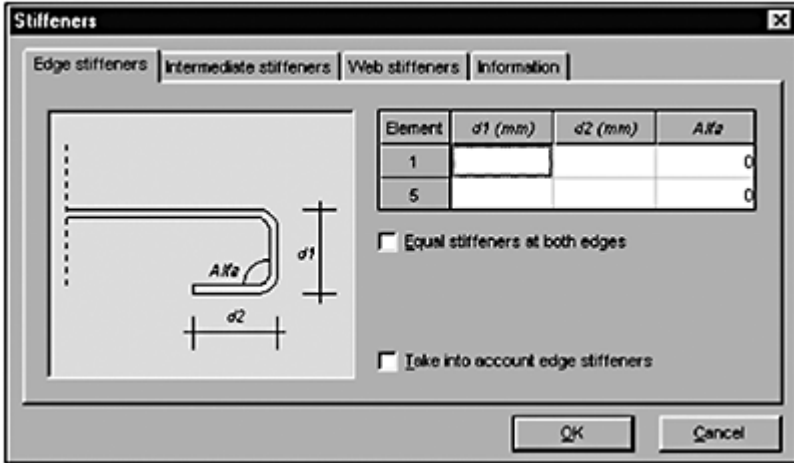 Stiffeners
Edge stiffeners Intermediate stiffeners Web stiffeners Information
Element d1 (mm) d2 (mm) Alfa
1 0
5 0
Equal stiffeners at both edges
Alfa
d1
d2
Take into account edge stiffeners
OK Cancel